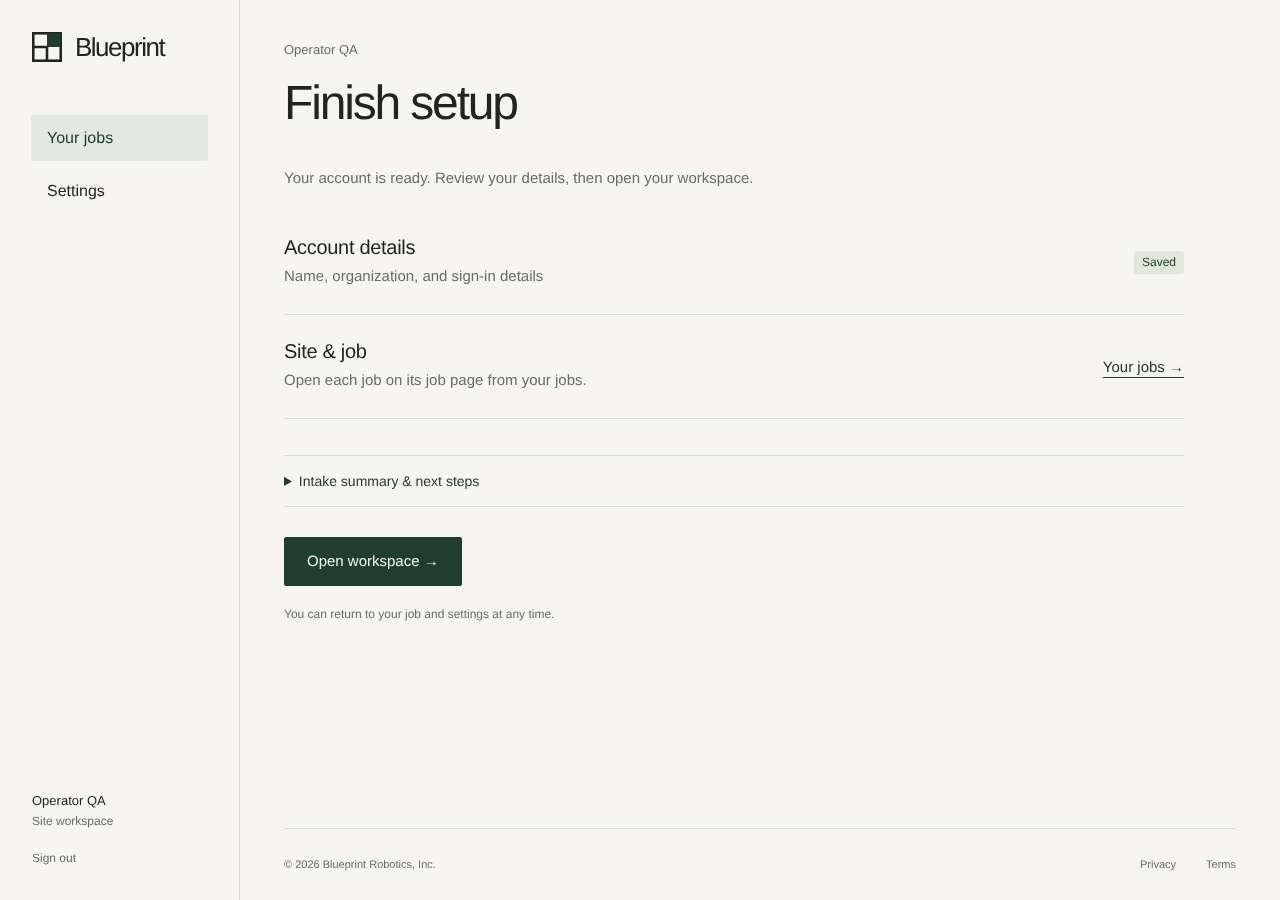 Blueprint
Your jobs
Settings
Operator QA
Site workspace
Sign out
Operator QA
Finish setup
Your account is ready. Review your details, then open your workspace.
Account details
Name, organization, and sign-in details
Saved
Site & job
Open each job on its job page from your jobs.
Your jobs →
Intake summary & next steps
Open workspace →
You can return to your job and settings at any time.
© 2026 Blueprint Robotics, Inc.
Privacy
Terms